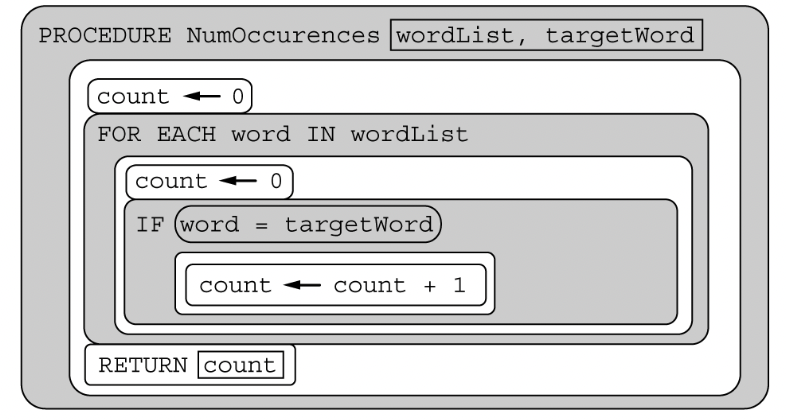 PROCEDURE NumOccurences wordList, targetWord
count ← 0
FOR EACH word IN wordList
count ← 0
IF word = targetWord
count ← count + 1
RETURN count